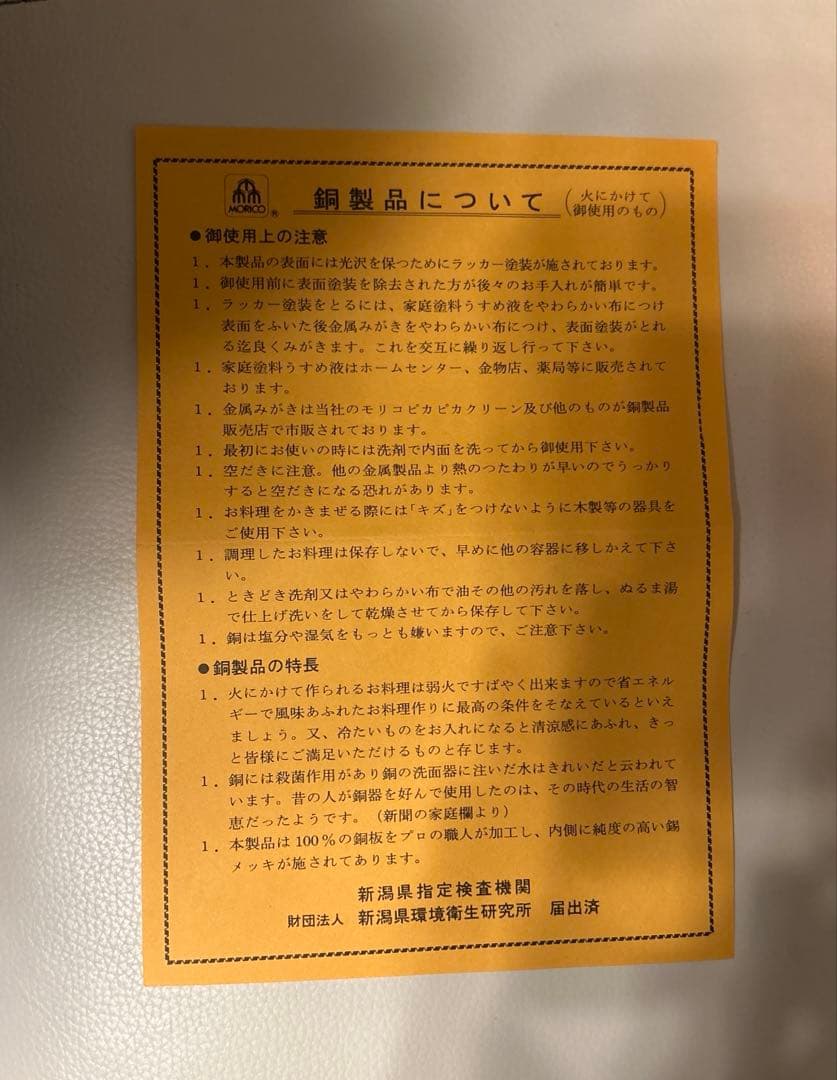 MORICO ®
銅製品について (火にかけて
御使用のもの)
●御使用上の注意
1．本製品の表面には光沢を保つためにラッカー塗装が施されております。
1．御使用前に表面塗装を除去された方が後々のお手入れが簡単です。
1．ラッカー塗装をとるには、家庭塗料うすめ液をやわらかい布につけ
表面をふいた後金属みがきをやわらかい布につけ、表面塗装がとれ
る迄良くみがきます。これを交互に繰り返し行って下さい。
1．家庭塗料うすめ液はホームセンター、金物店、薬局等に販売されて
おります。
1．金属みがきは当社のモリコピカピカクリーン及び他のものが銅製品
販売店で市販されております。
1．最初にお使いの時には洗剤で内面を洗ってから御使用下さい。
1．空だきに注意。他の金属製品より熱のつたわりが早いのでうっかり
すると空だきになる恐れがあります。
1．お料理をかきまぜる際には「キズ」をつけないように木製等の器具を
ご使用下さい。
1．調理したお料理は保存しないで、早めに他の容器に移しかえて下さ
い。
1．ときどき洗剤又はやわらかい布で油その他の汚れを落し、ぬるま湯
で仕上げ洗いをして乾燥させてから保存して下さい。
1．銅は塩分や湿気をもっとも嫌いますので、ご注意下さい。
●銅製品の特長
1．火にかけて作られるお料理は弱火ですばやく出来ますので省エネル
ギーで風味あふれたお料理作りに最高の条件をそなえているといえ
ましょう。又、冷たいものをお入れになると清涼感にあふれ、きっ
と皆様にご満足いただけるものと存じます。
1．銅には殺菌作用があり銅の洗面器に注いだ水はきれいだと云われて
います。昔の人が銅器を好んで使用したのは、その時代の生活の智
恵だったようです。（新聞の家庭欄より）
1．本製品は100％の銅板をプロの職人が加工し、内側に純度の高い錫
メッキが施されてあります。
新潟県指定検査機関
財団法人 新潟県環境衛生研究所 届出済